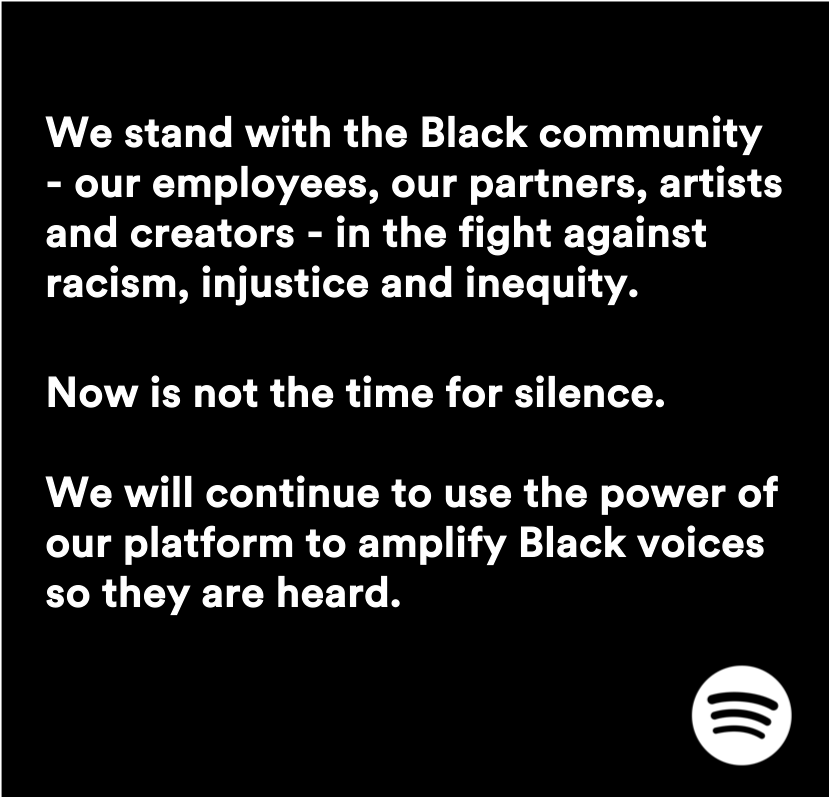 We stand with the Black community
- our employees, our partners, artists
and creators - in the fight against
racism, injustice and inequity.
Now is not the time for silence.
We will continue to use the power of
our platform to amplify Black voices
so they are heard.